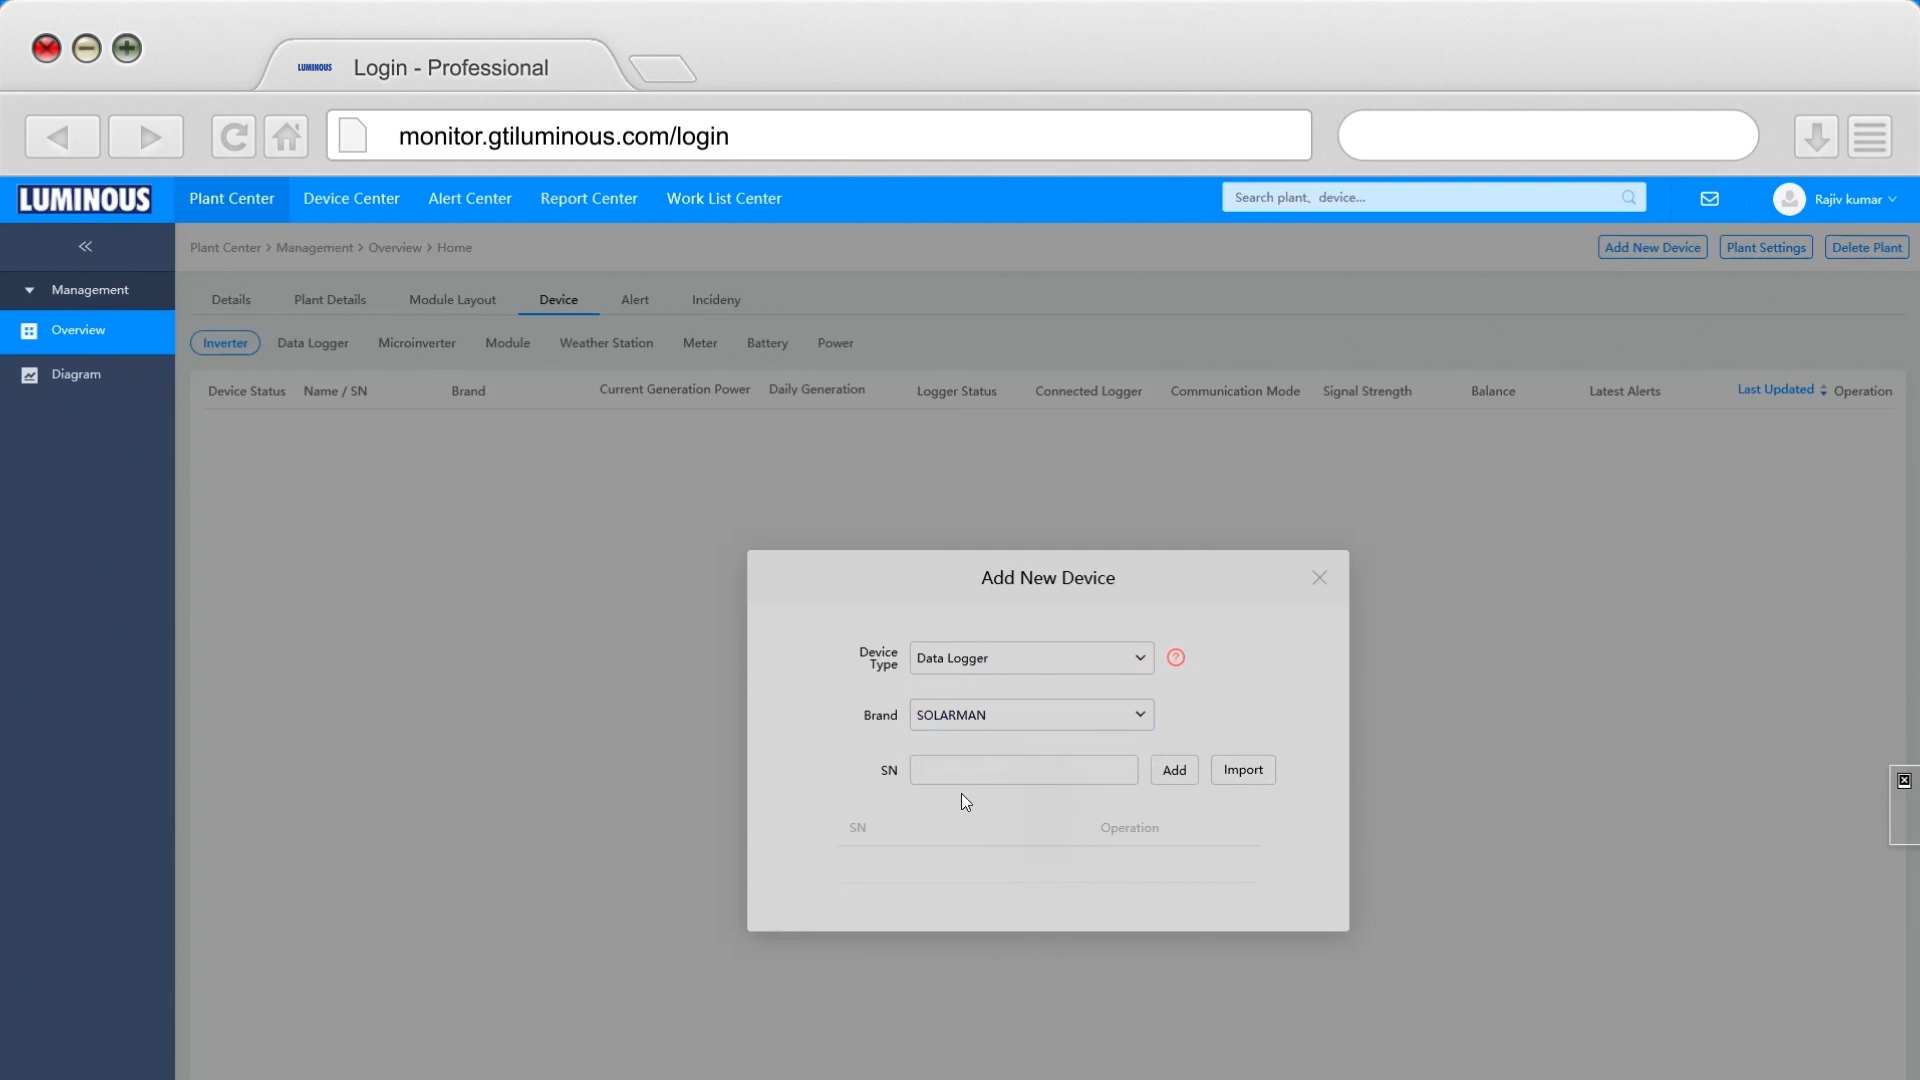 LUMINOUS Login - Professional
monitor.gtiluminous.com/login
LUMINOUS Plant Center Device Center Alert Center Report Center Work List Center Search plant、device... Rajiv kumar
Plant Center > Management > Overview > Home Add New Device Plant Settings Delete Plant
Management
Overview
Diagram
Details Plant Details Module Layout Device Alert Incideny
Inverter Data Logger Microinverter Module Weather Station Meter Battery Power
Device Status Name / SN Brand Current Generation Power Daily Generation Logger Status Connected Logger Communication Mode Signal Strength Balance Latest Alerts Last Updated Operation
Add New Device
Device Type Data Logger ?
Brand SOLARMAN
SN Add Import
SN Operation